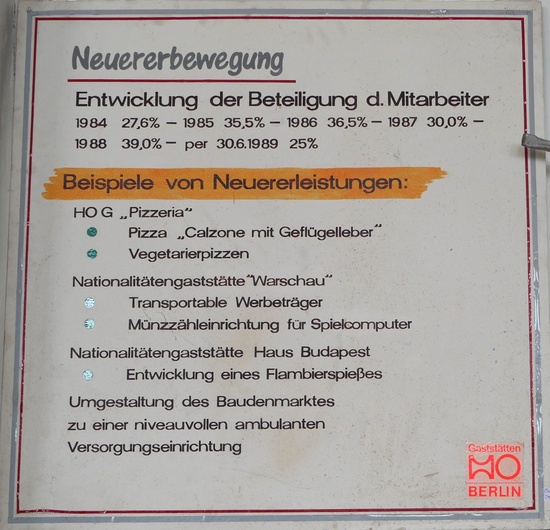 Neuererbewegung
Entwicklung der Beteiligung d. Mitarbeiter
1984 27,6% – 1985 35,5% – 1986 36,5% – 1987 30,0% –
1988 39,0% – per 30.6.1989 25%
Beispiele von Neuererleistungen:
HO G „Pizzeria“
Pizza „Calzone mit Geflügelleber“
Vegetarierpizzen
Nationalitätengaststätte “Warschau“
Transportable Werbeträger
Münzzähleinrichtung für Spielcomputer
Nationalitätengaststätte Haus Budapest
Entwicklung eines Flambierspießes
Umgestaltung des Baudenmarktes
zu einer niveauvollen ambulanten
Versorgungseinrichtung
Gaststätten
HO
BERLIN